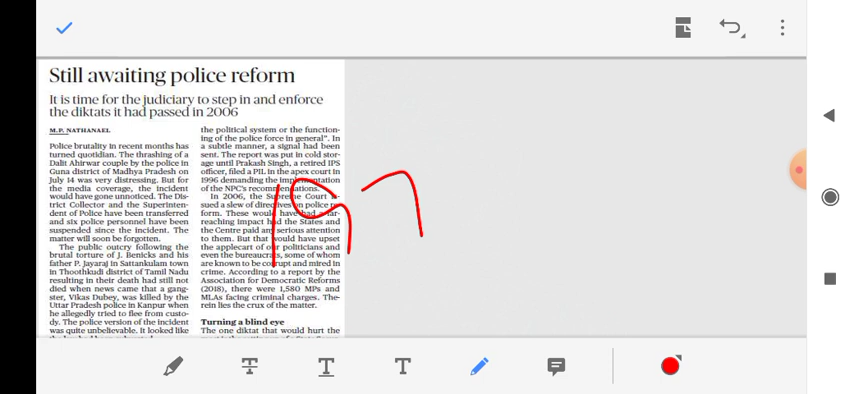 Still awaiting police reform
It is time for the judiciary to step in and enforce
the diktats it had passed in 2006
M.P. NATHANAEL
Police brutality in recent months has
turned quotidian. The thrashing of a
Dalit Ahirwar couple by the police in
Guna district of Madhya Pradesh on
July 14 was very distressing. But for
the media coverage, the incident
would have gone unnoticed. The Dis-
trict Collector and the Superinten-
dent of Police have been transferred
and six police personnel have been
suspended since the incident. The
matter will soon be forgotten.
The public outcry following the
brutal torture of J. Benicks and his
father P. Jayaraj in Sattankulam town
in Thoothkudi district of Tamil Nadu
resulting in their death had still not
died when news came that a gang-
ster, Vikas Dubey, was killed by the
Uttar Pradesh police in Kanpur when
he allegedly tried to flee from custo-
dy. The police version of the incident
was quite unbelievable. It looked like
the political system or the function-
ing of the police force in general”. In
a subtle manner, a signal had been
sent. The report was put in cold stor-
age until Prakash Singh, a retired IPS
officer, filed a PIL in the apex court in
1996 demanding the implementation
of the NPC’s recommendations.
In 2006, the Supreme Court is-
sued a slew of directives on police re-
form. These would have had a far-
reaching impact had the States and
the Centre paid any serious attention
to them. But that would have upset
the applecart of our politicians and
even the bureaucrats, some of whom
are known to be corrupt and mired in
crime. According to a report by the
Association for Democratic Reforms
(2018), there were 1,580 MPs and
MLAs facing criminal charges. The-
rein lies the crux of the matter.
Turning a blind eye
The one diktat that would hurt the
T
T
T